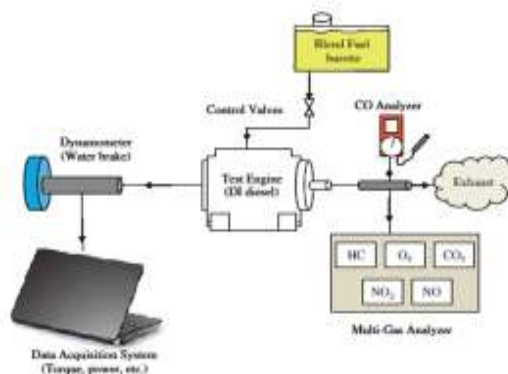 Blend Fuel
burette
Control Valves
CO Analyzer
Dynamometer
(Water brake)
Test Engine
(DI diesel)
Exhaust
HC
O₂
CO₂
NO₂
NO
Multi-Gas Analyzer
Data Acquisition System
(Torque, power, etc.)